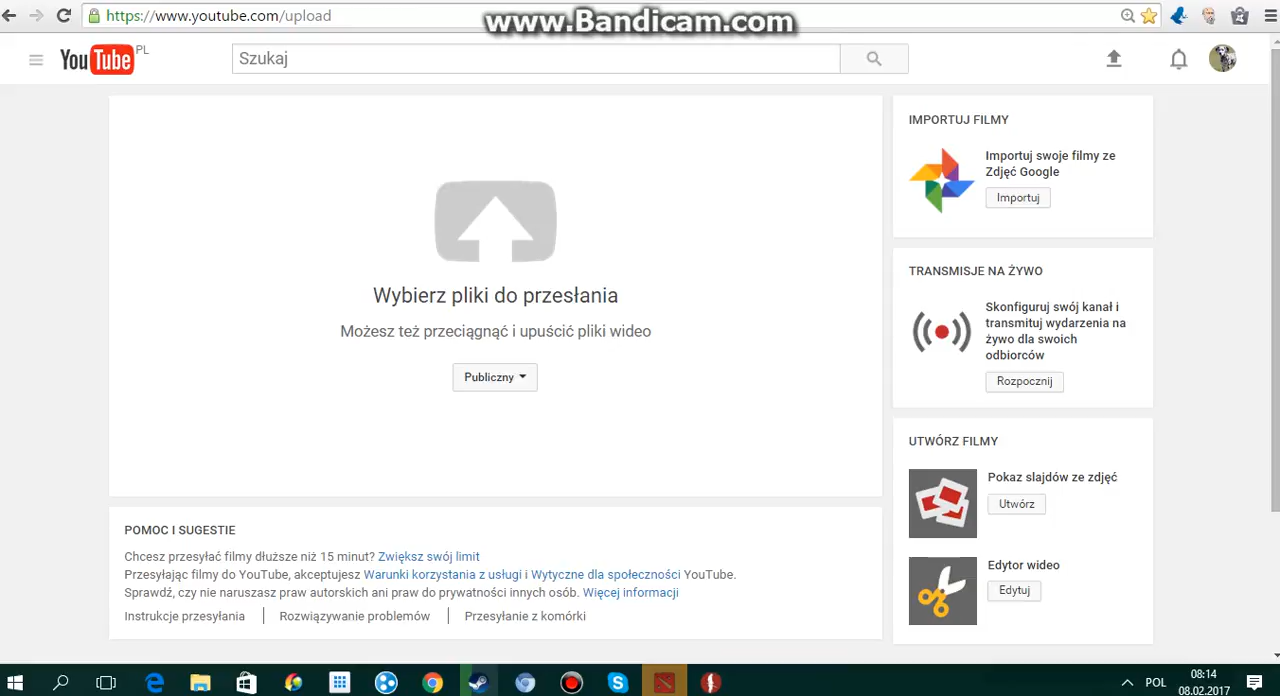 https://www.youtube.com/upload
www.Bandicam.com
YouTube PL
Szukaj
Wybierz pliki do przesłania
Możesz też przeciągnąć i upuścić pliki wideo
Publiczny
IMPORTUJ FILMY
Importuj swoje filmy ze
Zdjęć Google
Importuj
TRANSMISJE NA ŻYWO
Skonfiguruj swój kanał i
transmituj wydarzenia na
żywo dla swoich
odbiorców
Rozpocznij
UTWÓRZ FILMY
Pokaz slajdów ze zdjęć
Utwórz
Edytor wideo
Edytuj
POMOC I SUGESTIE
Chcesz przesyłać filmy dłuższe niż 15 minut? Zwiększ swój limit
Przesyłając filmy do YouTube, akceptujesz Warunki korzystania z usługi i Wytyczne dla społeczności YouTube.
Sprawdź, czy nie naruszasz praw autorskich ani praw do prywatności innych osób. Więcej informacji
Instrukcje przesyłania
Rozwiązywanie problemów
Przesyłanie z komórki
POL
08:14
08.02.2017